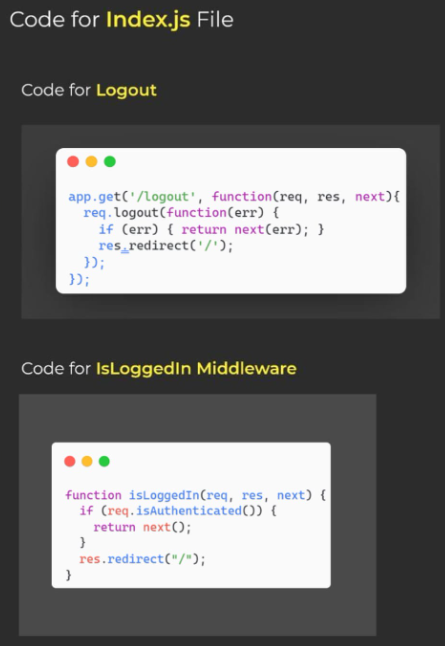 Code for Index.js File
Code for Logout
app.get('/logout', function(req, res, next){
  req.logout(function(err) {
    if (err) { return next(err); }
    res.redirect('/');
  });
});
Code for IsLoggedIn Middleware
function isLoggedIn(req, res, next) {
  if (req.isAuthenticated()) {
    return next();
  }
  res.redirect("/");
}